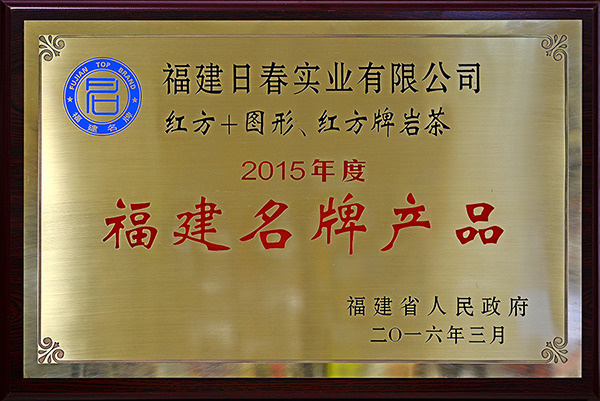 FUJIAN TOP BRAND
福建名牌
福建日春实业有限公司
红方+图形、红方牌岩茶
2015年度
福建名牌产品
福建省人民政府
二〇一六年三月